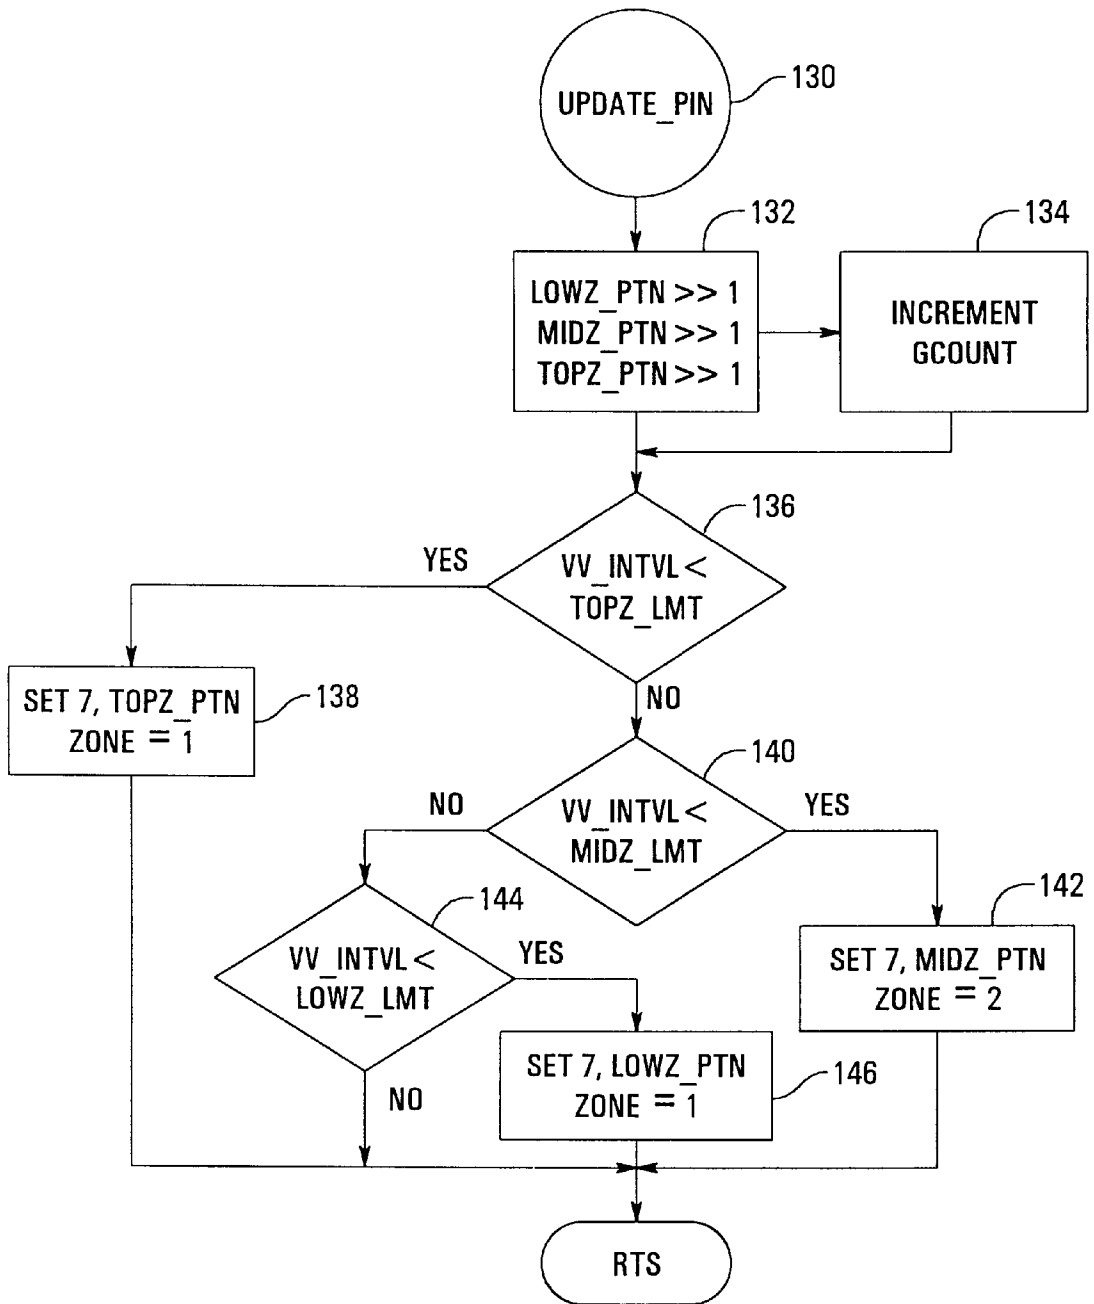 UPDATE_PIN
130
132
LOWZ_PTN >> 1
MIDZ_PTN >> 1
TOPZ_PTN >> 1
134
INCREMENT
GCOUNT
136
VV_INTVL <
TOPZ_LMT
YES
NO
138
SET 7, TOPZ_PTN
ZONE = 1
140
VV_INTVL <
MIDZ_LMT
NO
YES
142
SET 7, MIDZ_PTN
ZONE = 2
144
VV_INTVL <
LOWZ_LMT
YES
NO
146
SET 7, LOWZ_PTN
ZONE = 1
RTS